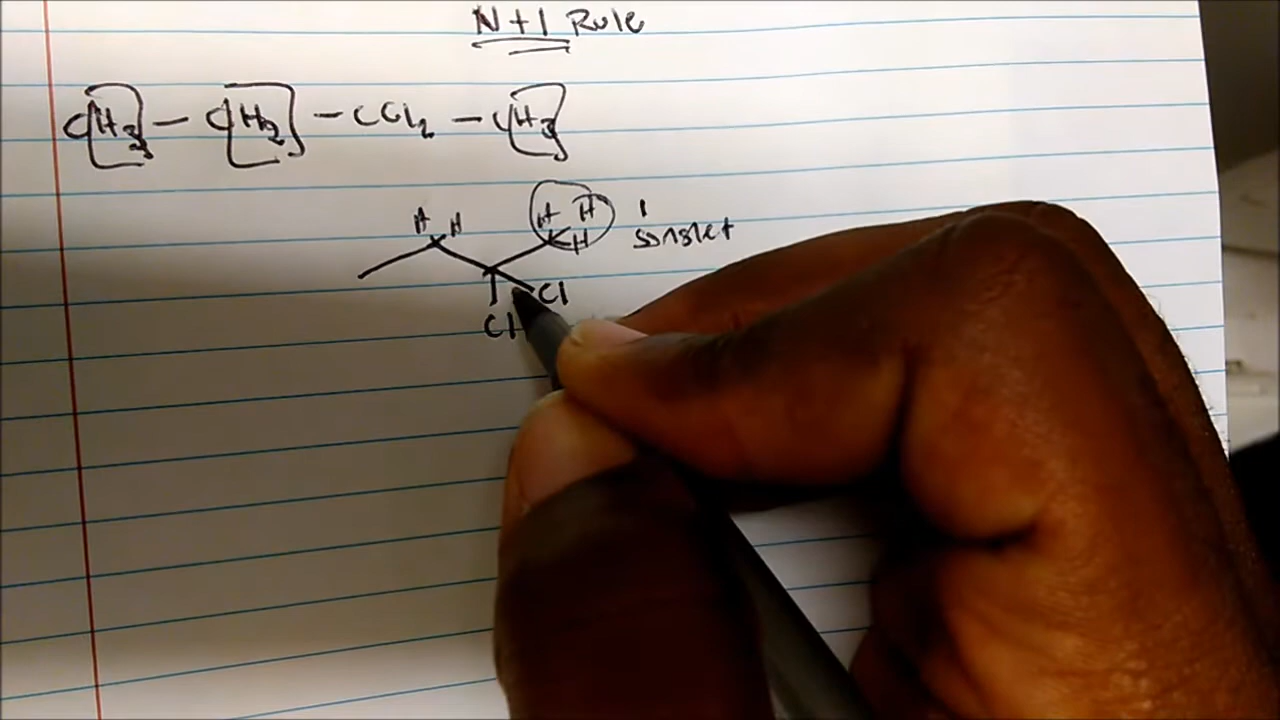 N+1 Rule
CH3 — CH2 — CCl2 — CH3
H H H H 1
H singlet
Cl
Cl